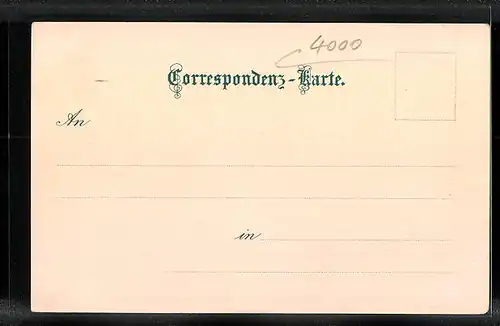 4000
Correspondenz-Karte.
An
in